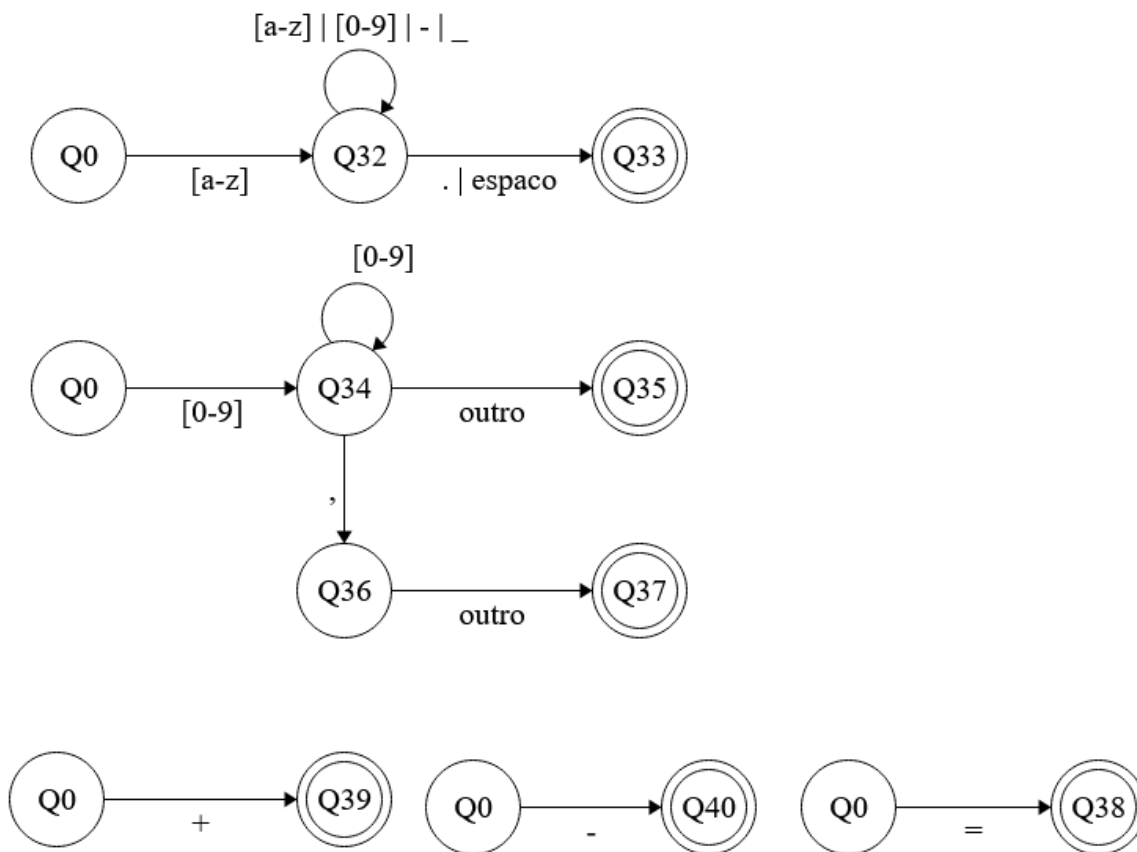 [a-z] | [0-9] | - | _
Q0
Q32
Q33
[a-z]
. | espaco
[0-9]
Q0
Q34
Q35
[0-9]
outro
,
Q36
Q37
outro
Q0
Q39
Q0
Q40
Q0
Q38
+
-
=